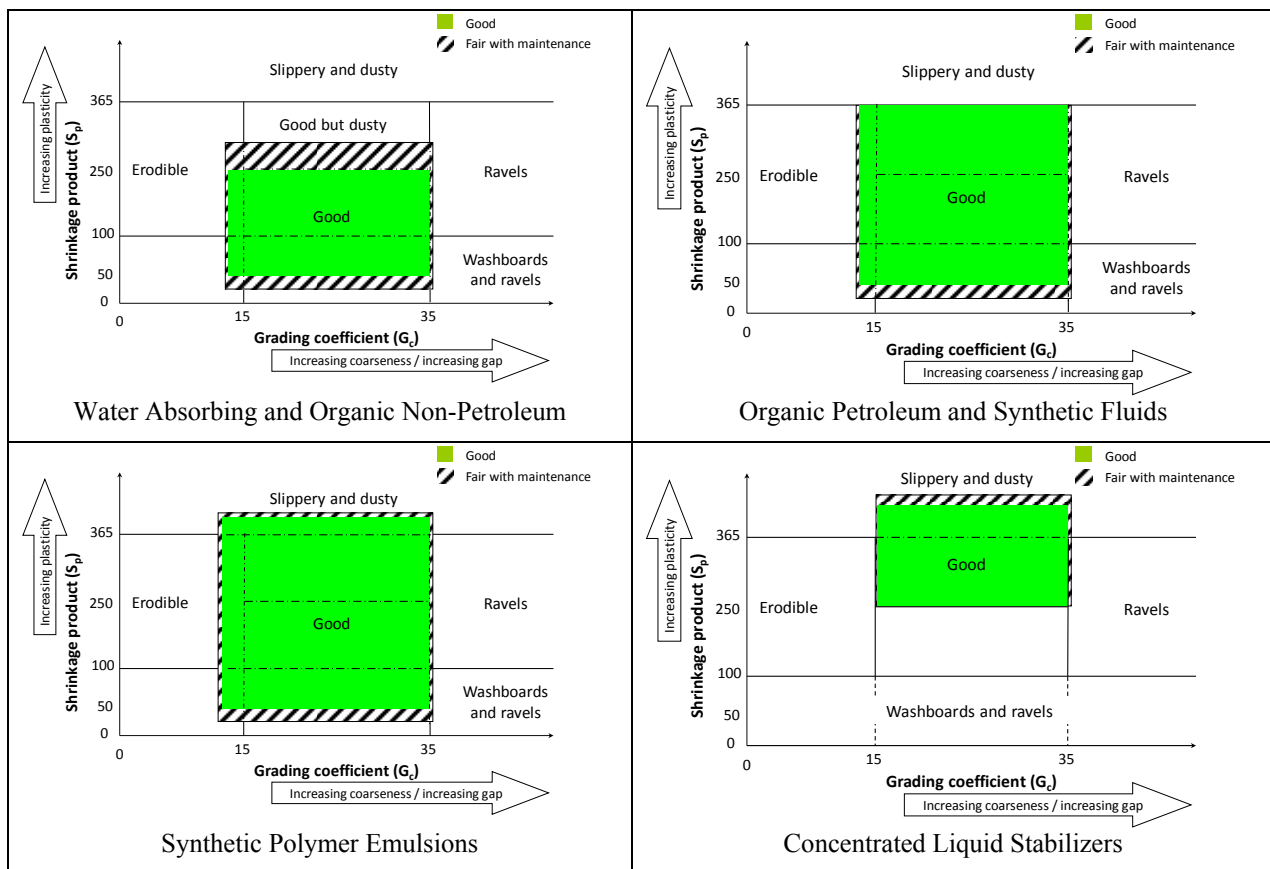 Good
Fair with maintenance
Slippery and dusty
Increasing plasticity
Shrinkage product (Sp)
365
250
100
50
0
Good but dusty
Erodible
Good
Ravels
Washboards
and ravels
0
15
35
Grading coefficient (Gc)
Increasing coarseness / increasing gap
Water Absorbing and Organic Non-Petroleum
Good
Fair with maintenance
Slippery and dusty
Increasing plasticity
Shrinkage product (Sp)
365
250
100
50
0
Erodible
Good
Ravels
Washboards
and ravels
0
15
35
Grading coefficient (Gc)
Increasing coarseness / increasing gap
Organic Petroleum and Synthetic Fluids
Good
Fair with maintenance
Slippery and dusty
Increasing plasticity
Shrinkage product (Sp)
365
250
100
50
0
Erodible
Good
Ravels
Washboards
and ravels
0
15
35
Grading coefficient (Gc)
Increasing coarseness / increasing gap
Synthetic Polymer Emulsions
Good
Fair with maintenance
Slippery and dusty
Increasing plasticity
Shrinkage product (Sp)
365
250
100
50
0
Good
Erodible
Ravels
Washboards and ravels
0
15
35
Grading coefficient (Gc)
Increasing coarseness / increasing gap
Concentrated Liquid Stabilizers